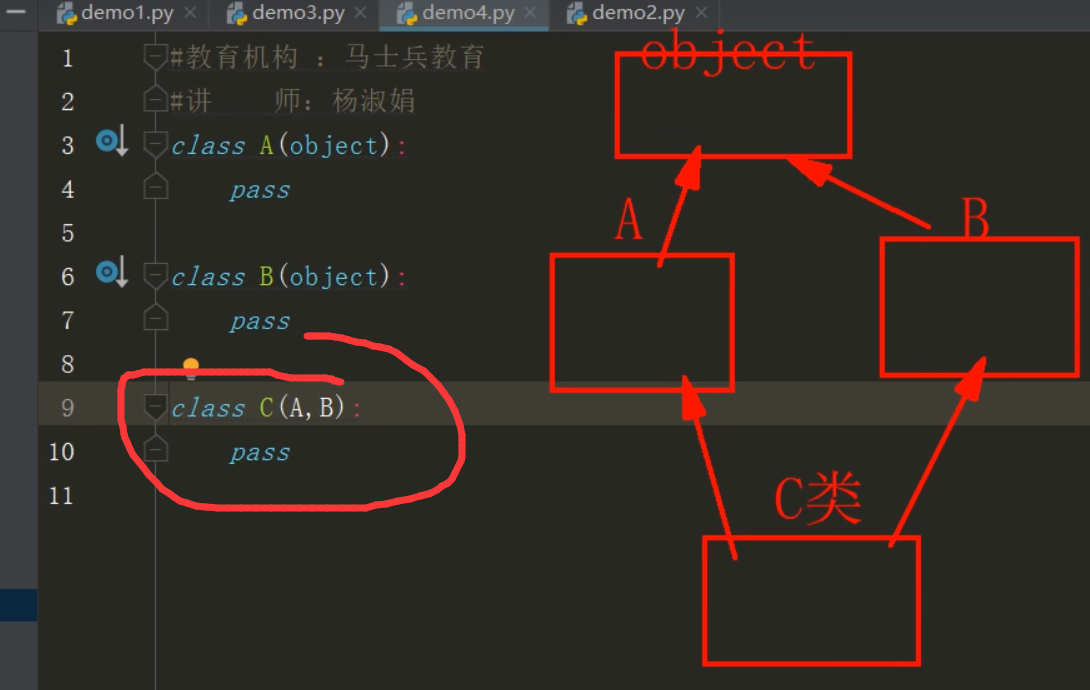 demo1.py demo3.py demo4.py demo2.py
1 #教育机构 ：马士兵教育
2 #讲    师：杨淑娟
3 class A(object):
4     pass
5
6 class B(object):
7     pass
8
9 class C(A,B):
10     pass
11
object
A
B
C类